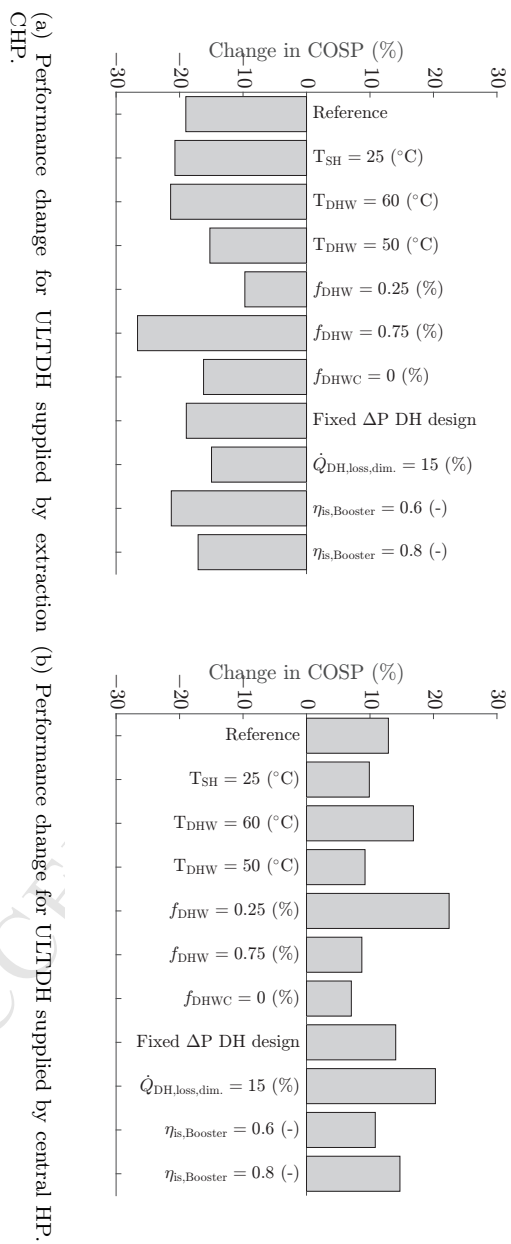 Change in COSP (%)
30
20
10
0
−10
−20
−30
Reference
T_SH = 25 (°C)
T_DHW = 60 (°C)
T_DHW = 50 (°C)
f_DHW = 0.25 (%)
f_DHW = 0.75 (%)
f_DHWC = 0 (%)
Fixed ΔP DH design
Q̇_DH,loss,dim. = 15 (%)
η_is,Booster = 0.6 (-)
η_is,Booster = 0.8 (-)
(a) Performance change for ULTDH supplied by extraction
CHP.
Change in COSP (%)
30
20
10
0
−10
−20
−30
Reference
T_SH = 25 (°C)
T_DHW = 60 (°C)
T_DHW = 50 (°C)
f_DHW = 0.25 (%)
f_DHW = 0.75 (%)
f_DHWC = 0 (%)
Fixed ΔP DH design
Q̇_DH,loss,dim. = 15 (%)
η_is,Booster = 0.6 (-)
η_is,Booster = 0.8 (-)
(b) Performance change for ULTDH supplied by central HP.